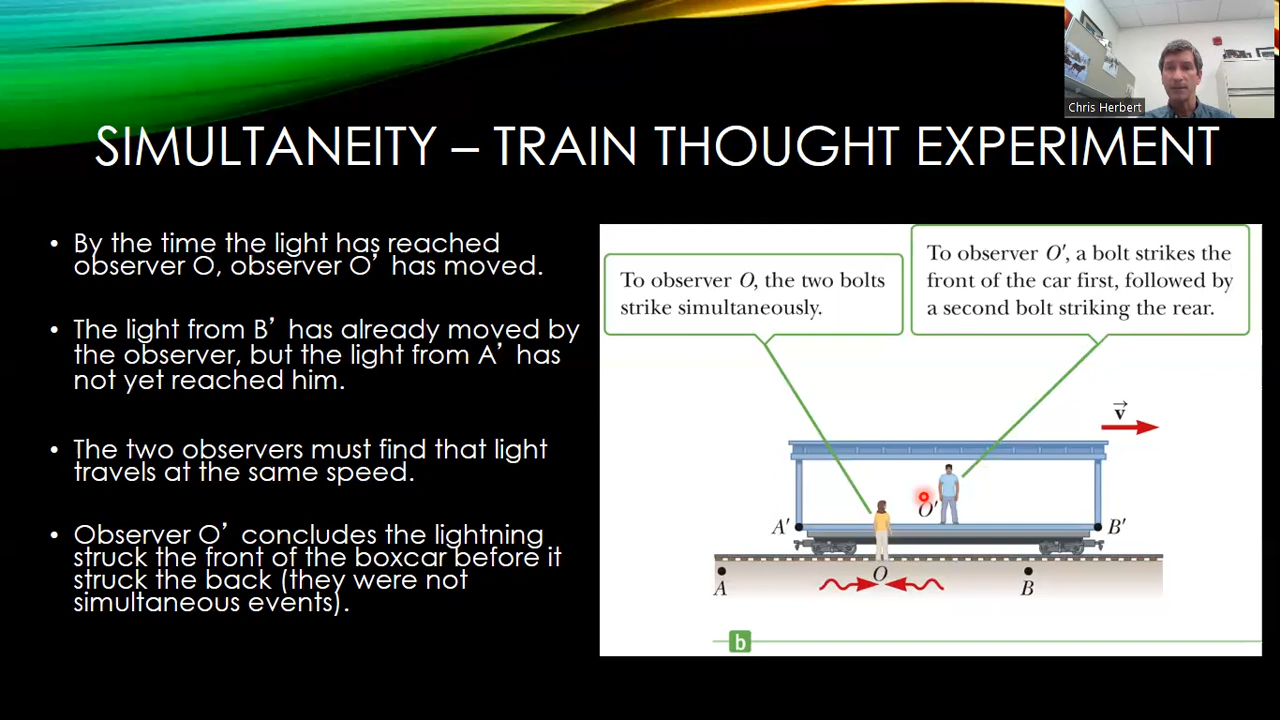 Chris Herbert
SIMULTANEITY – TRAIN THOUGHT EXPERIMENT
• By the time the light has reached
observer O, observer O’ has moved.
• The light from B’ has already moved by
the observer, but the light from A’ has
not yet reached him.
• The two observers must find that light
travels at the same speed.
• Observer O’ concludes the lightning
struck the front of the boxcar before it
struck the back (they were not
simultaneous events).
To observer O, the two bolts
strike simultaneously.
To observer O′, a bolt strikes the
front of the car first, followed by
a second bolt striking the rear.
v
O′
A′
B′
O
A
B
b